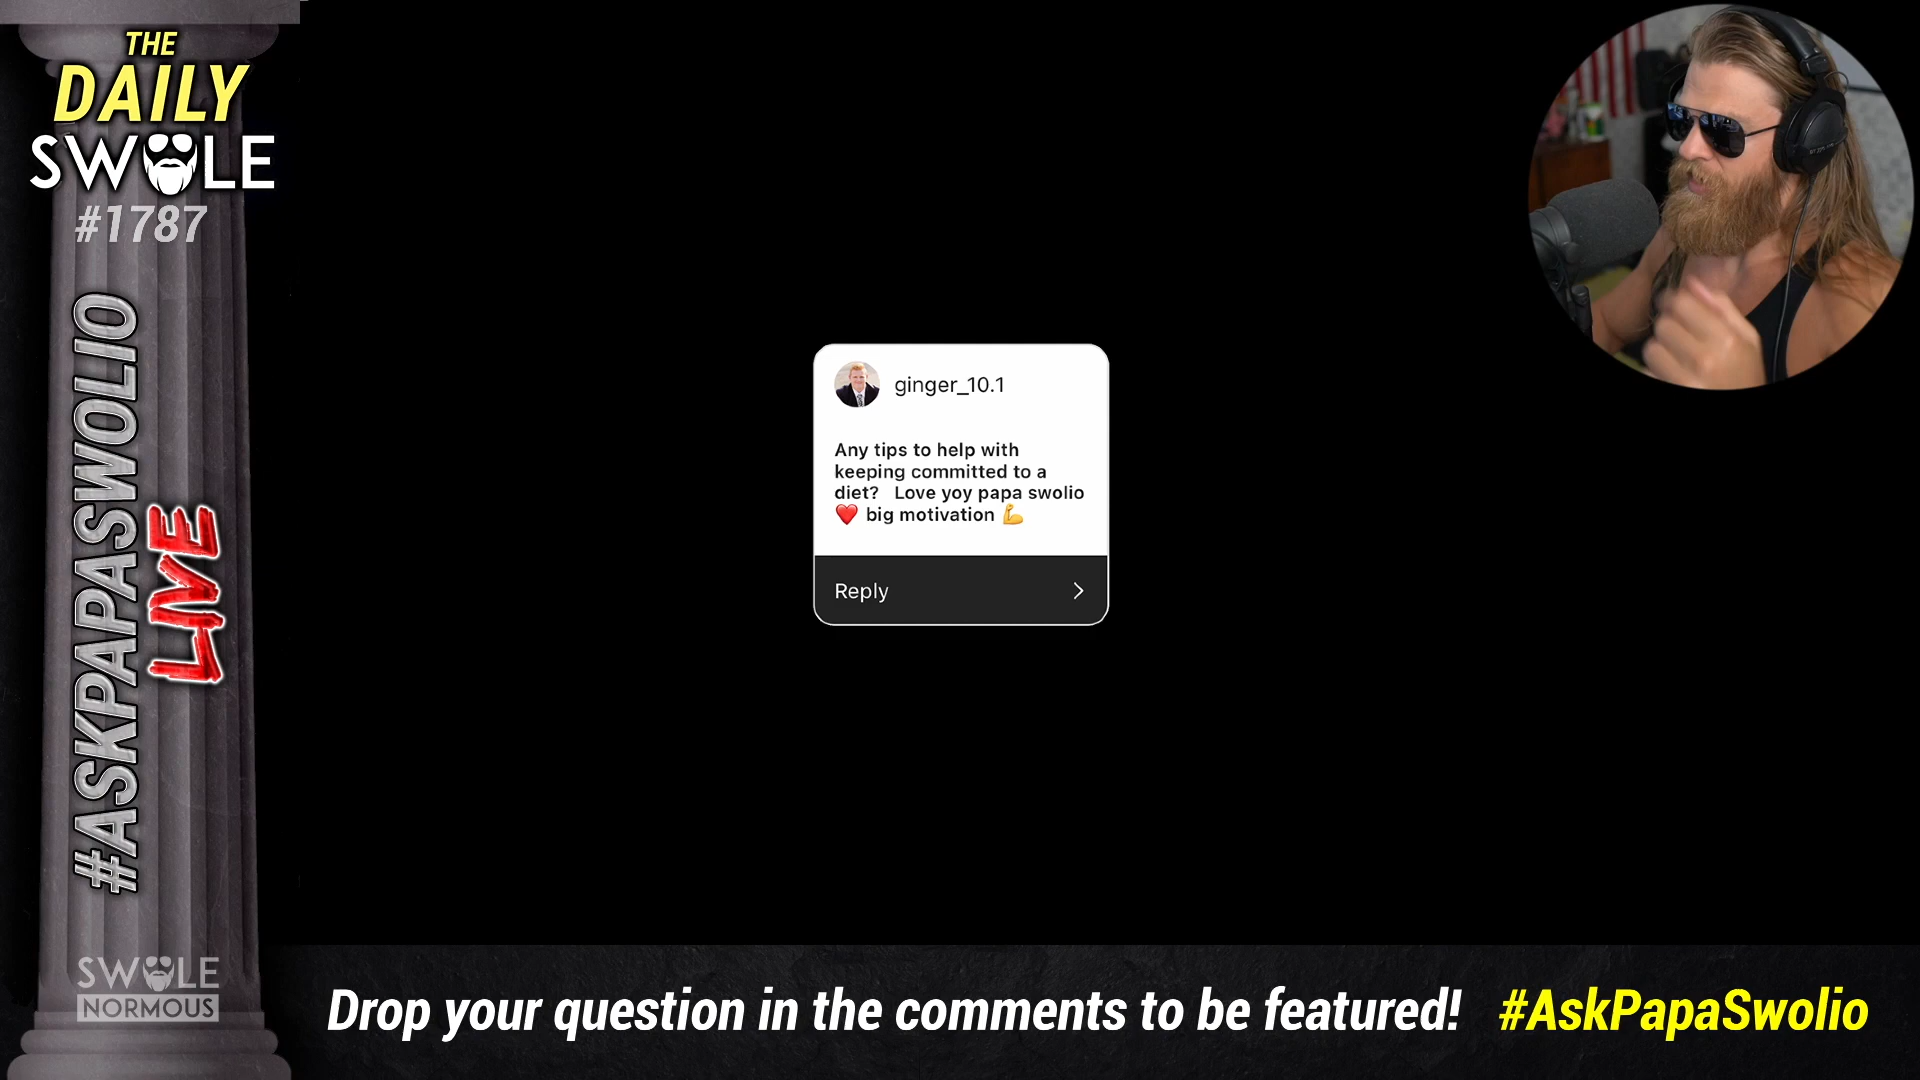 THE
DAILY
SWOLE
#1787
#ASKPAPASWOLIO
LIVE
ginger_10.1
Any tips to help with
keeping committed to a
diet?   Love yoy papa swolio
❤️ big motivation 💪
Reply
SWOLE
NORMOUS
Drop your question in the comments to be featured! #AskPapaSwolio